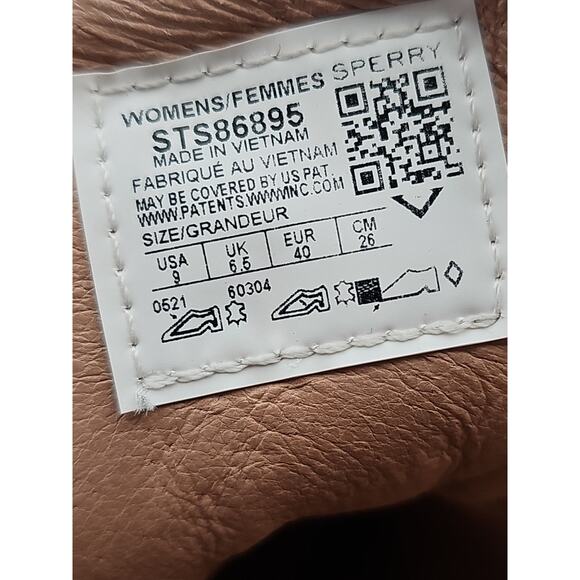 WOMENS/FEMMES SPERRY
STS86895
MADE IN VIETNAM
FABRIQUÉ AU VIETNAM
MAY BE COVERED BY US PAT.
WWW.PATENTS.WWWINC.COM
SIZE/GRANDEUR
USA UK EUR CM
9 6.5 40 26
0521 60304